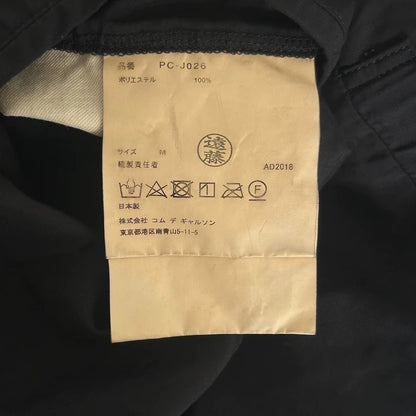 品番 PC-J026
ポリエステル 100%
遠藤
サイズ M
縫製責任者 AD2018
日本製
株式会社 コム デ ギャルソン
東京都港区南青山5-11-5